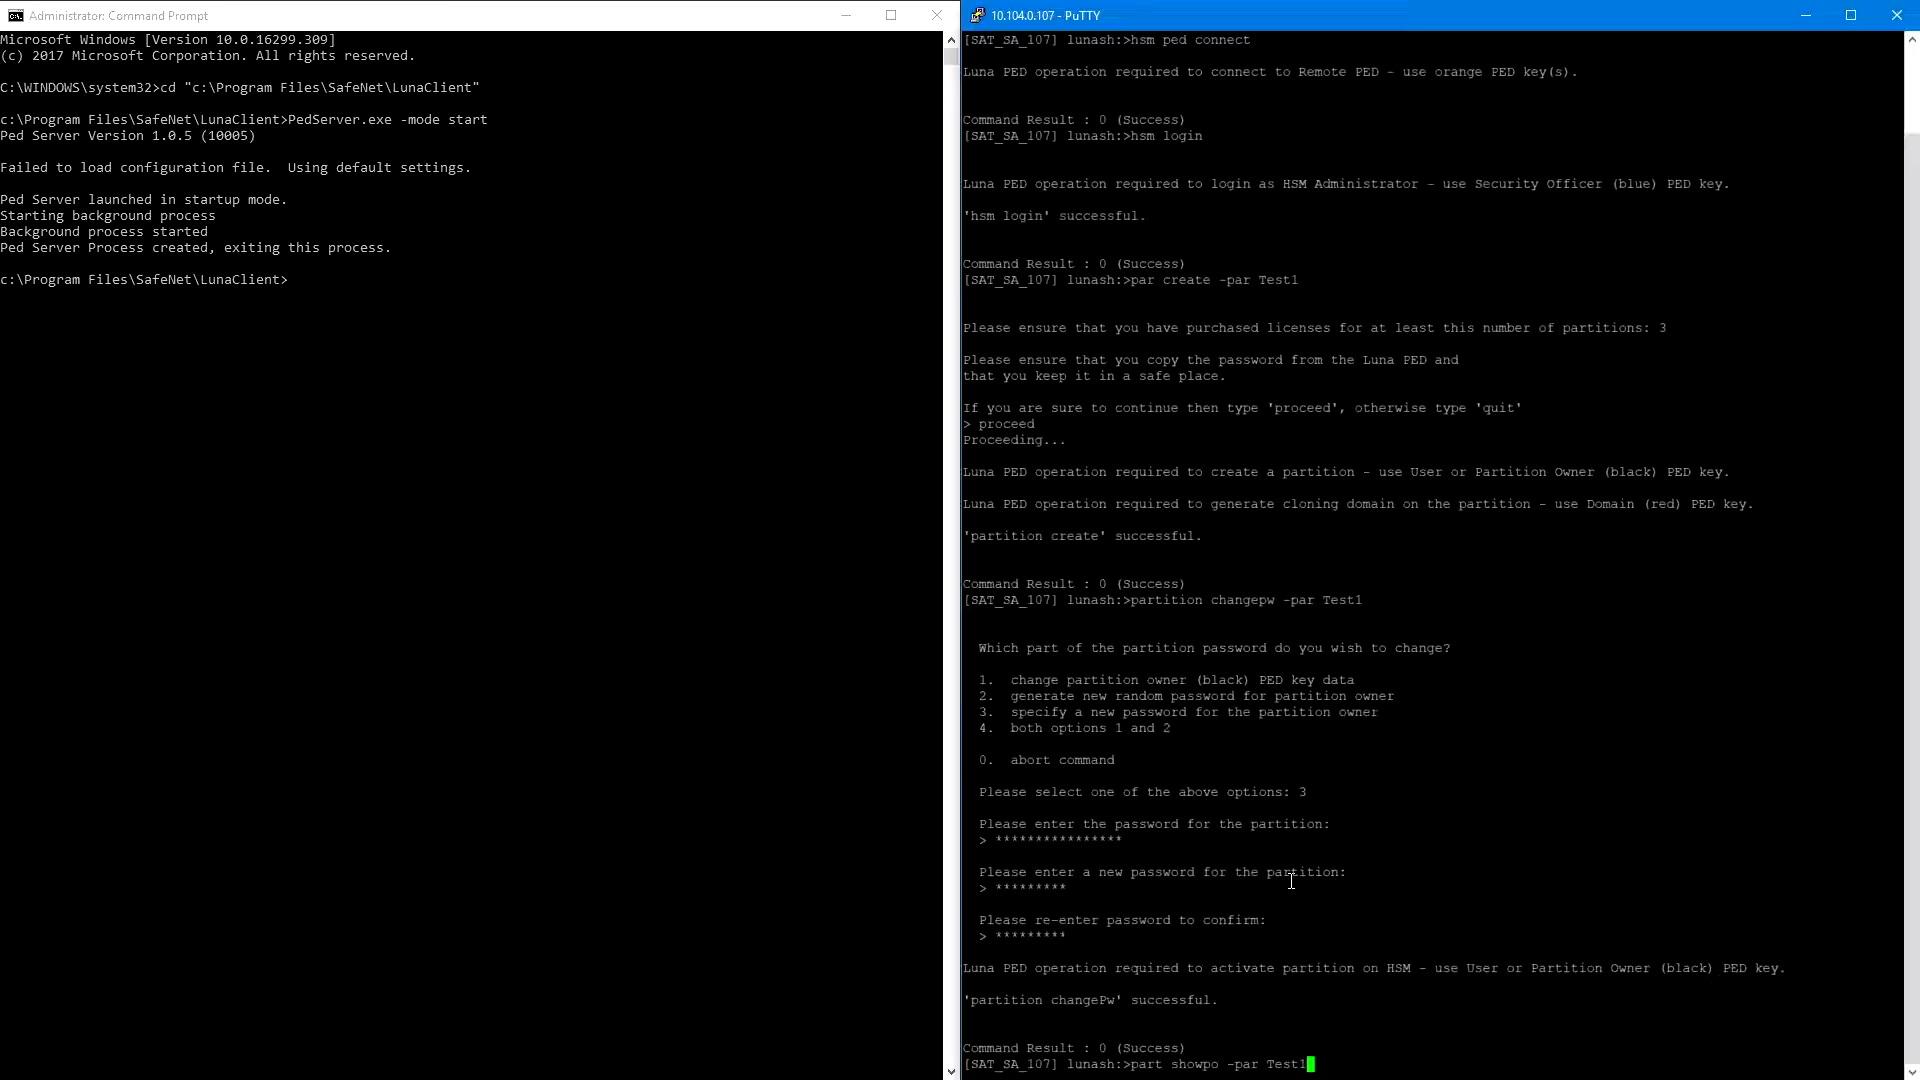 Administrator: Command Prompt
Microsoft Windows [Version 10.0.16299.309]
(c) 2017 Microsoft Corporation. All rights reserved.
C:\WINDOWS\system32>cd "c:\Program Files\SafeNet\LunaClient"
c:\Program Files\SafeNet\LunaClient>PedServer.exe -mode start
Ped Server Version 1.0.5 (10005)
Failed to load configuration file.  Using default settings.
Ped Server launched in startup mode.
Starting background process
Background process started
Ped Server Process created, exiting this process.
c:\Program Files\SafeNet\LunaClient>
10.104.0.107 - PuTTY
[SAT_SA_107] lunash:>hsm ped connect
Luna PED operation required to connect to Remote PED - use orange PED key(s).
Command Result : 0 (Success)
[SAT_SA_107] lunash:>hsm login
Luna PED operation required to login as HSM Administrator - use Security Officer (blue) PED key.
'hsm login' successful.
Command Result : 0 (Success)
[SAT_SA_107] lunash:>par create -par Test1
Please ensure that you have purchased licenses for at least this number of partitions: 3
Please ensure that you copy the password from the Luna PED and
that you keep it in a safe place.
If you are sure to continue then type 'proceed', otherwise type 'quit'
> proceed
Proceeding...
Luna PED operation required to create a partition - use User or Partition Owner (black) PED key.
Luna PED operation required to generate cloning domain on the partition - use Domain (red) PED key.
'partition create' successful.
Command Result : 0 (Success)
[SAT_SA_107] lunash:>partition changepw -par Test1
Which part of the partition password do you wish to change?
1.  change partition owner (black) PED key data
2.  generate new random password for partition owner
3.  specify a new password for the partition owner
4.  both options 1 and 2
0.  abort command
Please select one of the above options: 3
Please enter the password for the partition:
> ****************
Please enter a new password for the partition:
> *********
Please re-enter password to confirm:
> *********
Luna PED operation required to activate partition on HSM - use User or Partition Owner (black) PED key.
'partition changePw' successful.
Command Result : 0 (Success)
[SAT_SA_107] lunash:>part showpo -par Test1